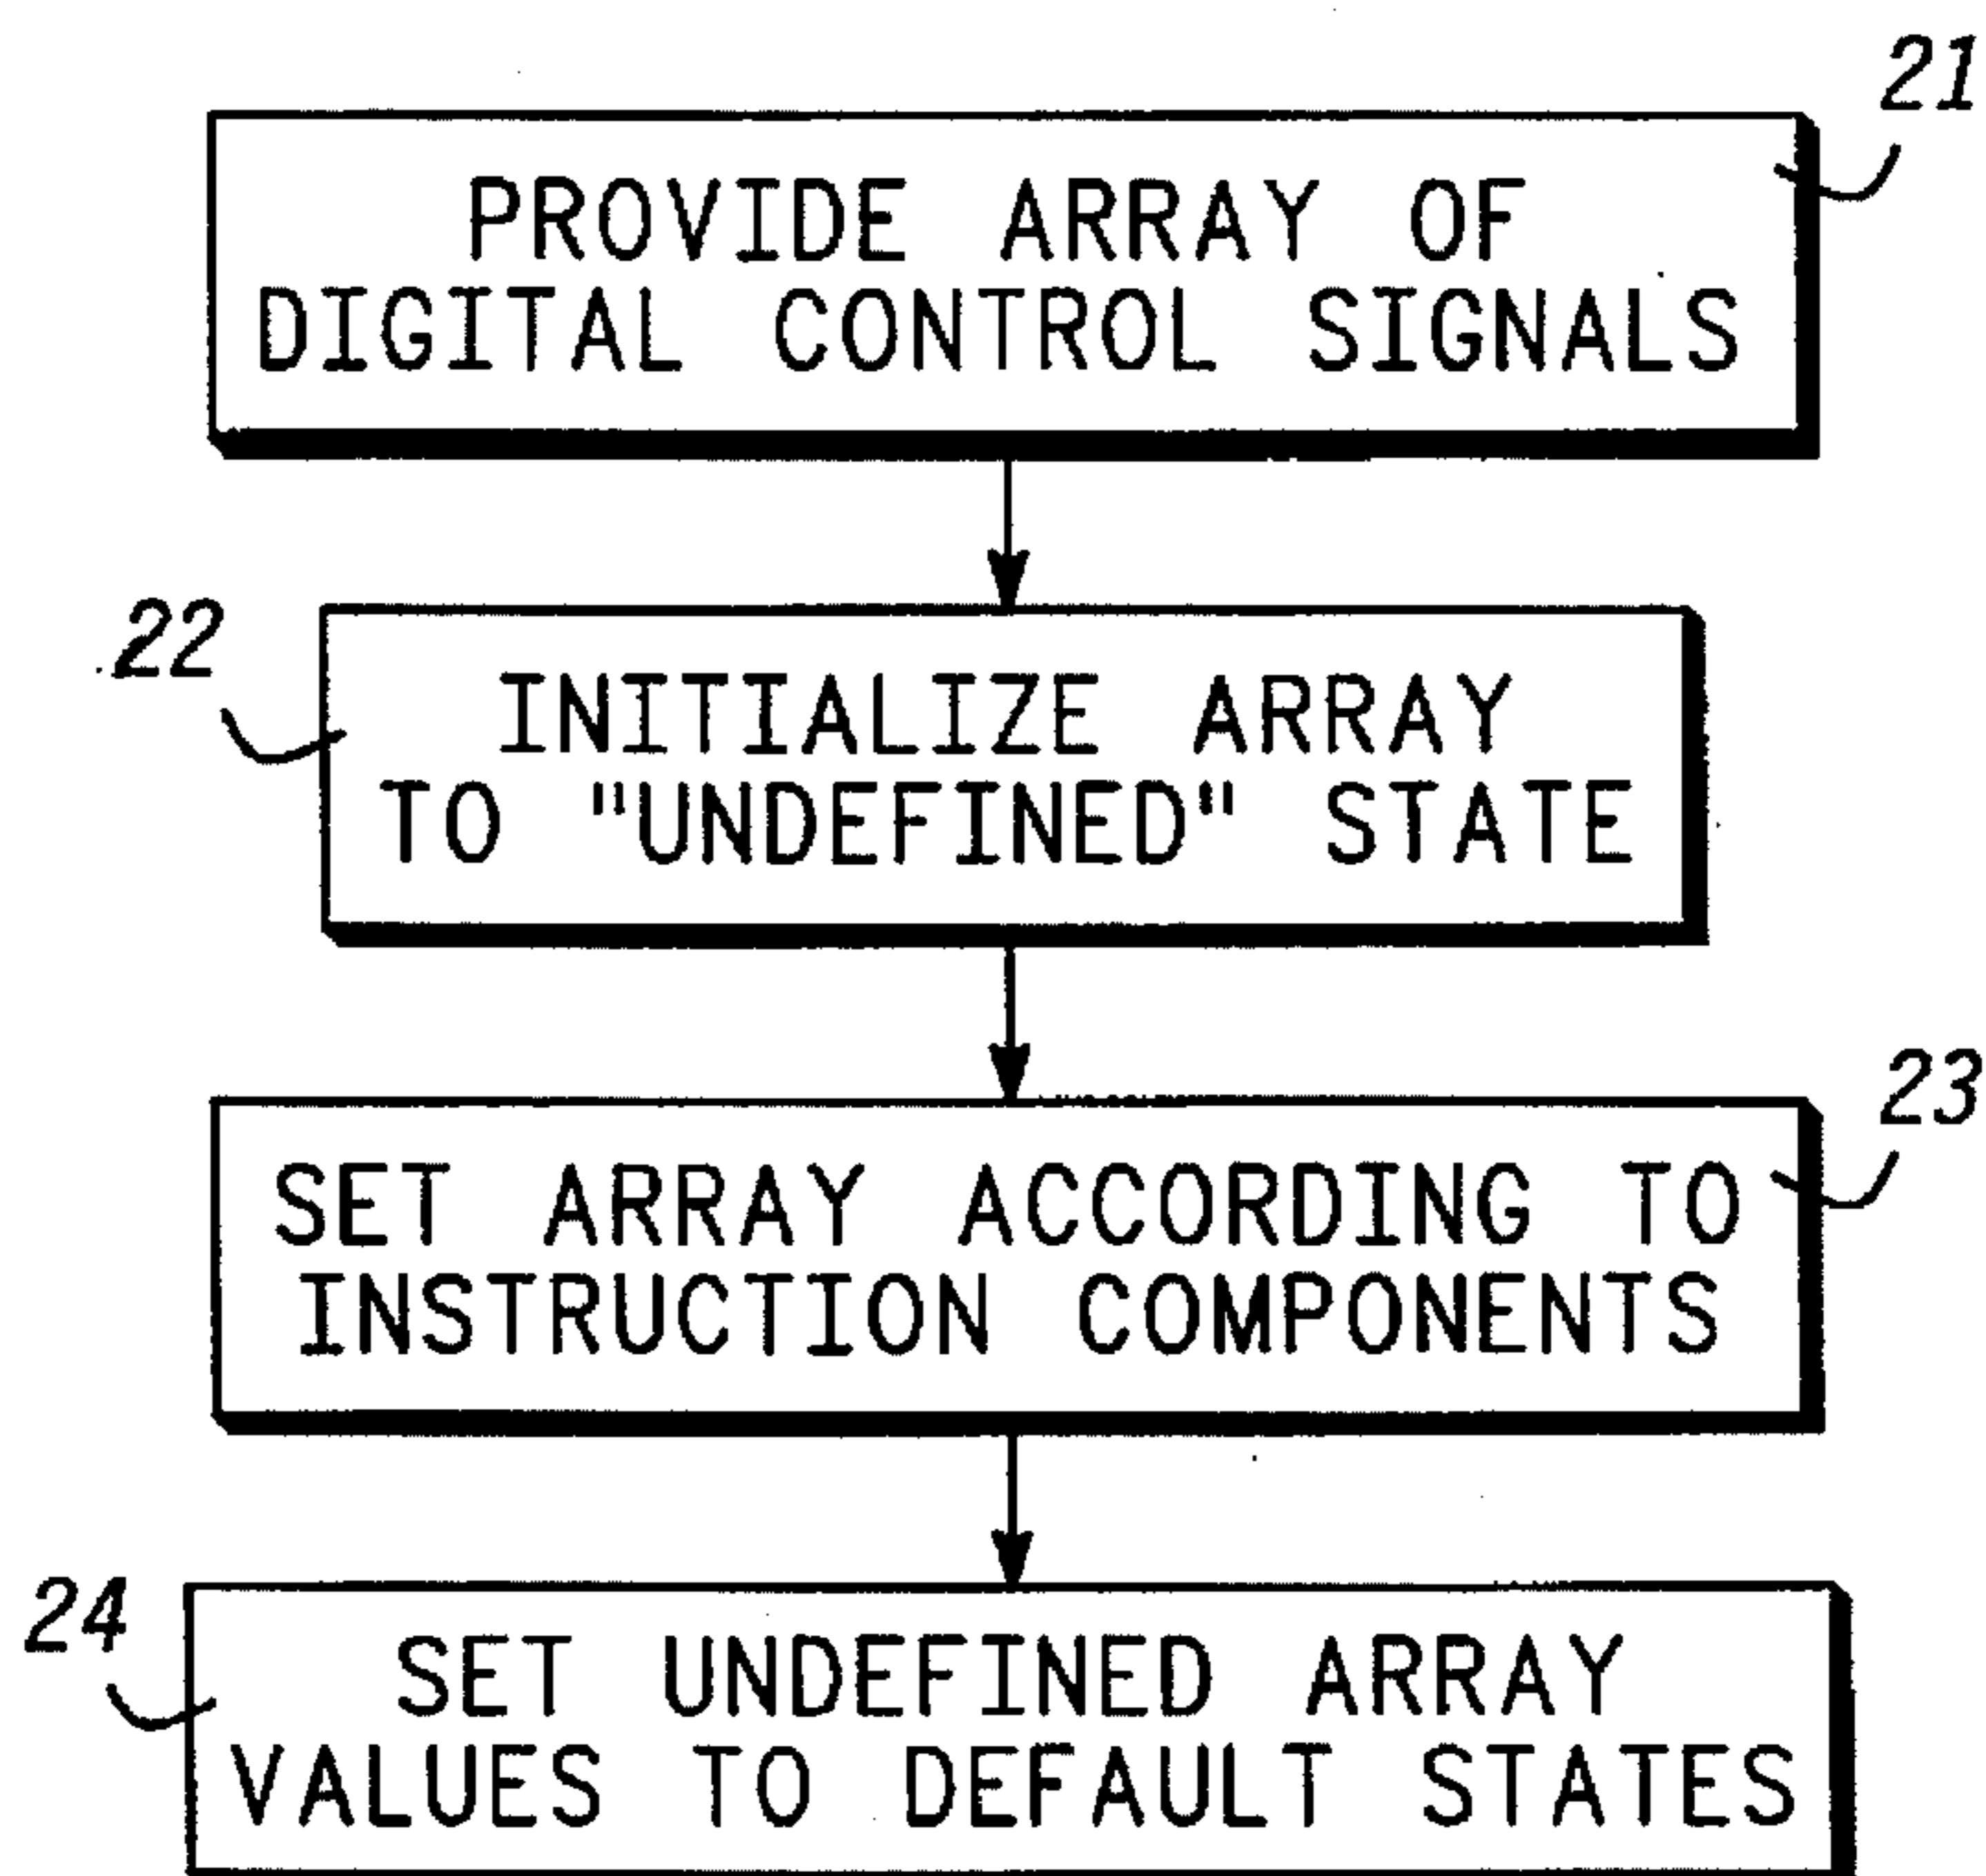 21
PROVIDE ARRAY OF
DIGITAL CONTROL SIGNALS
22
INITIALIZE ARRAY
TO "UNDEFINED" STATE
23
SET ARRAY ACCORDING TO
INSTRUCTION COMPONENTS
24
SET UNDEFINED ARRAY
VALUES TO DEFAULT STATES